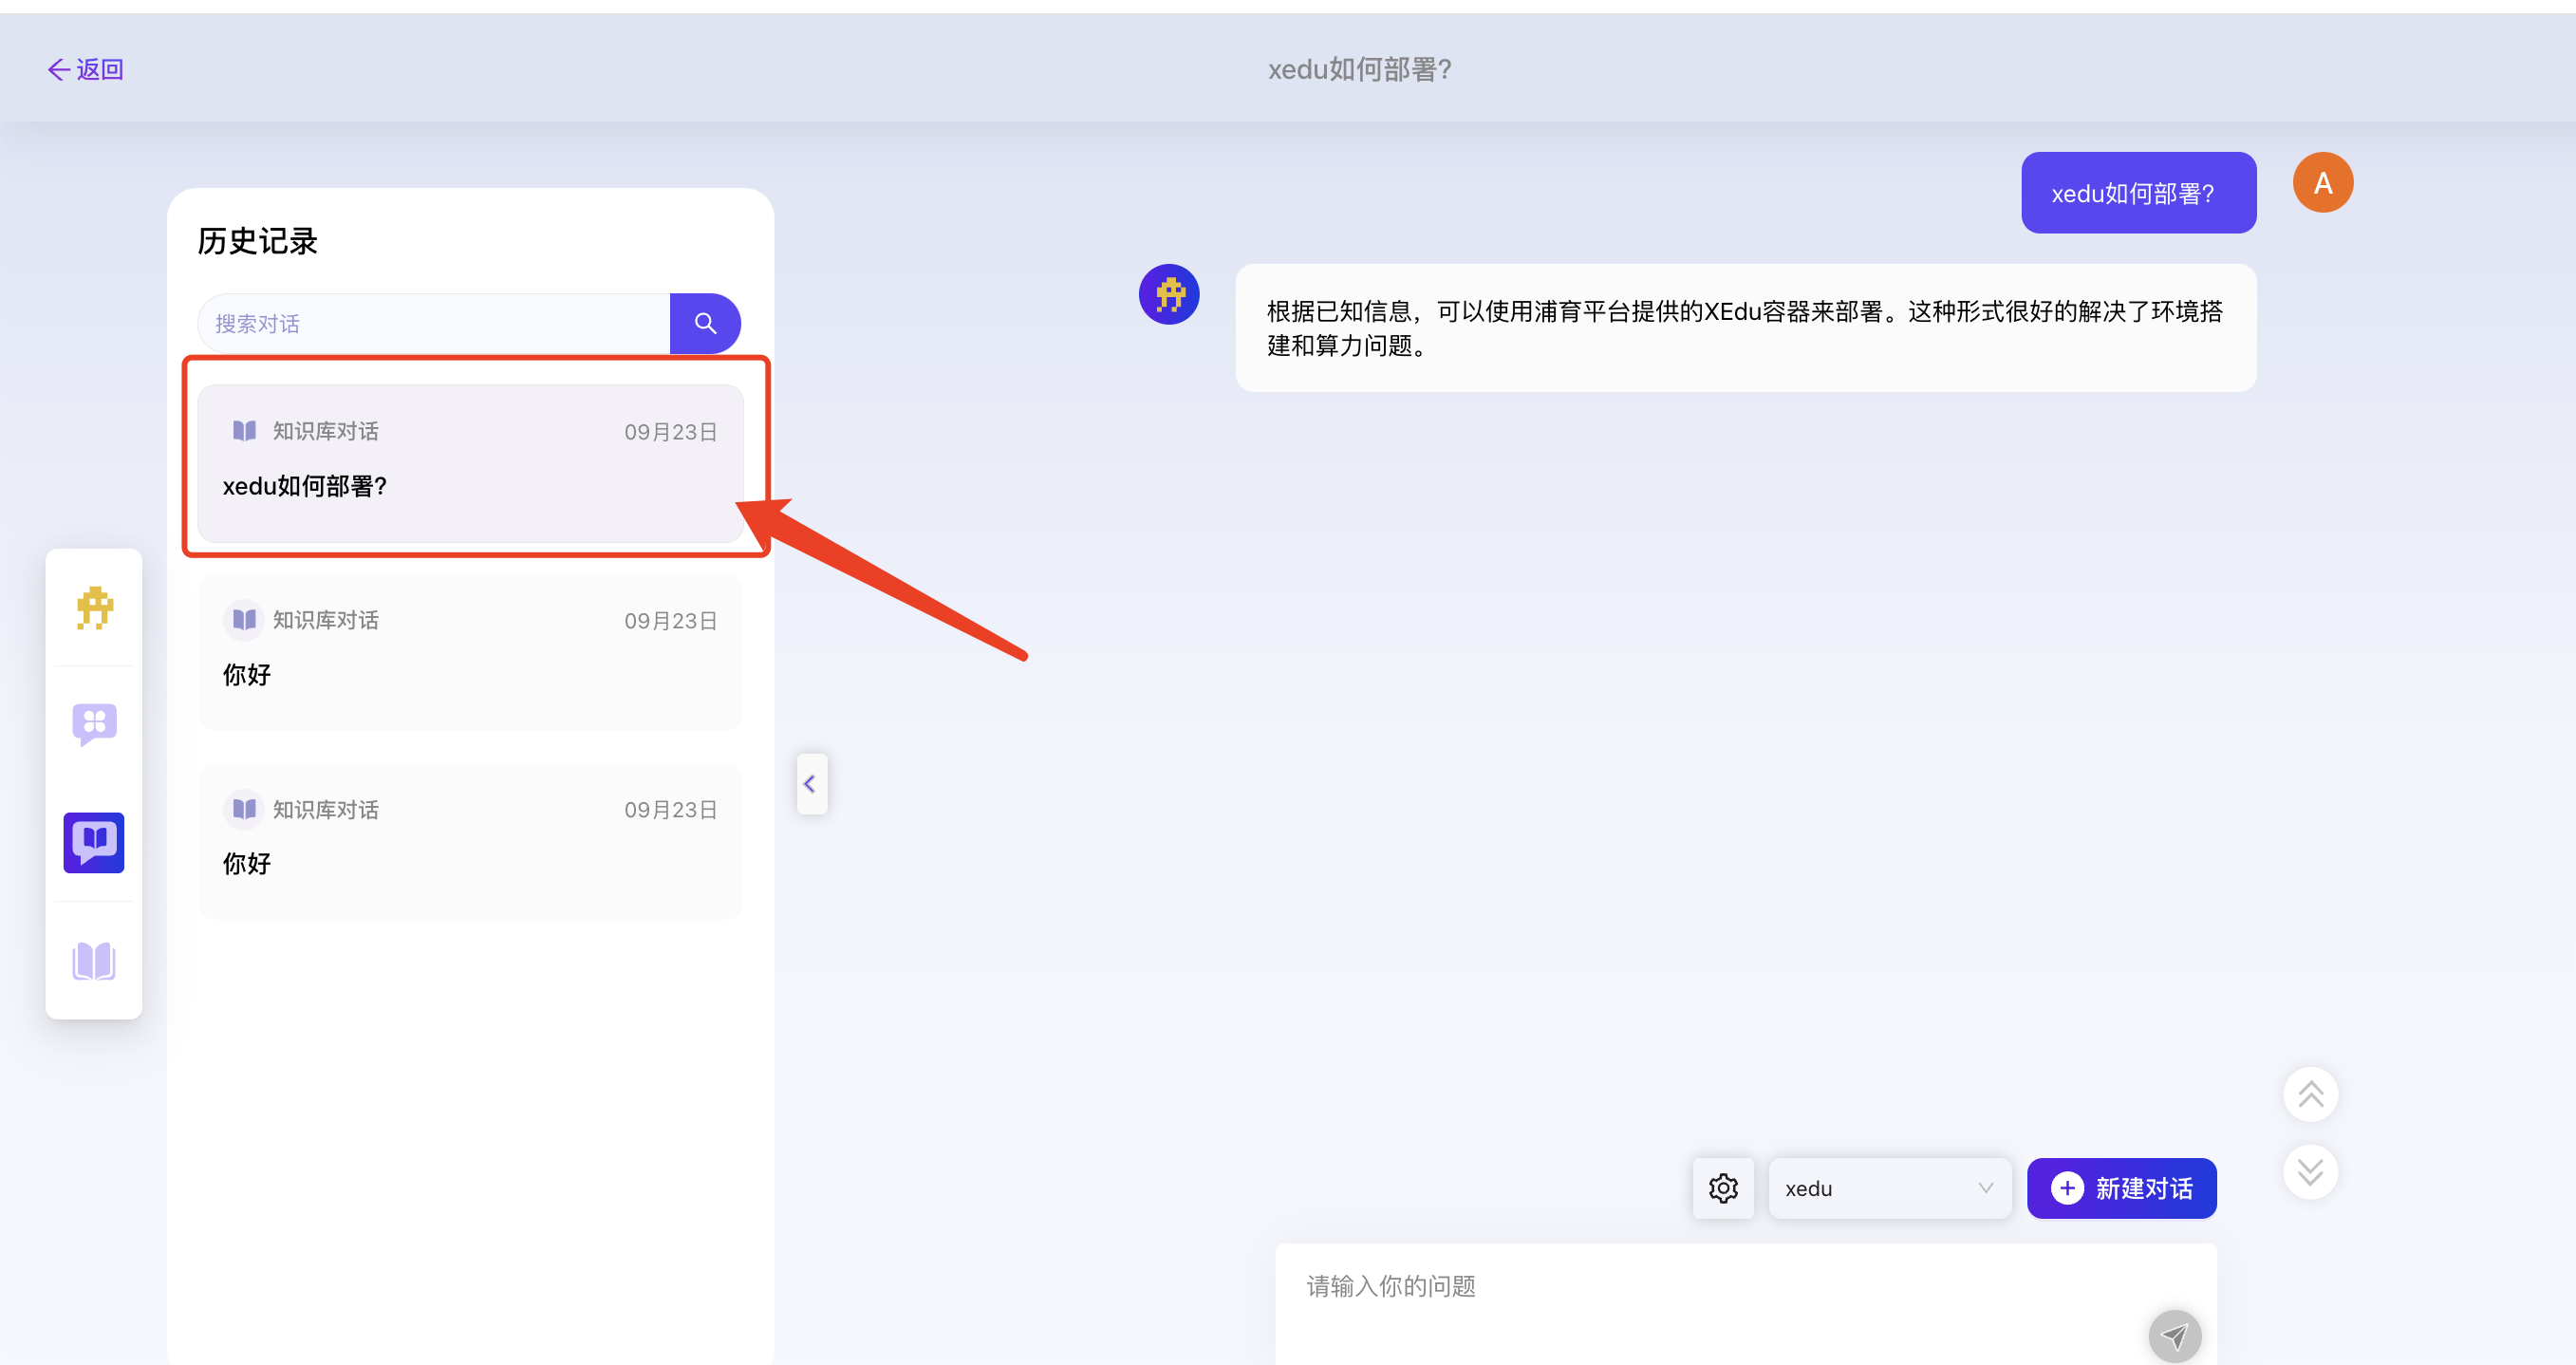 返回
xedu如何部署?
历史记录
搜索对话
知识库对话 09月23日
xedu如何部署?
知识库对话 09月23日
你好
知识库对话 09月23日
你好
xedu如何部署?
A
根据已知信息，可以使用浦育平台提供的XEdu容器来部署。这种形式很好的解决了环境搭
建和算力问题。
xedu
新建对话
请输入你的问题